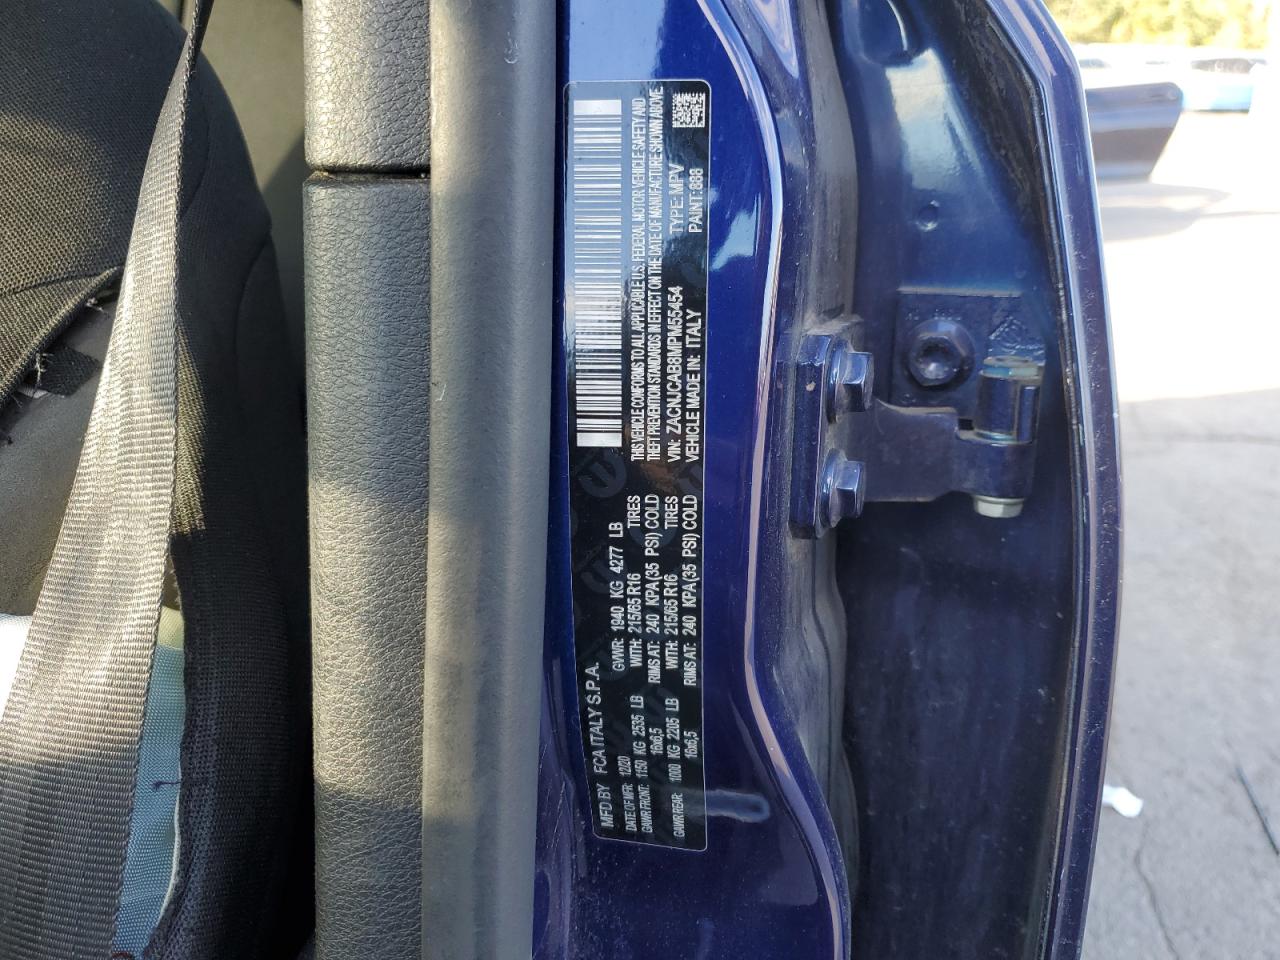 MFD BY FCA ITALY S.P.A.
DATE OF MFR: 12/20 GVWR: 1940 KG 4277 LB
GAWR FRONT: 1150 KG 2535 LB WITH: 215/65 R16 TIRES
16x6,5 RIMS AT: 240 KPA (35 PSI) COLD
GAWR REAR: 1000 KG 2205 LB WITH: 215/65 R16 TIRES
16x6,5 RIMS AT: 240 KPA (35 PSI) COLD
THIS VEHICLE CONFORMS TO ALL APPLICABLE U.S. FEDERAL MOTOR VEHICLE SAFETY AND
THEFT PREVENTION STANDARDS IN EFFECT ON THE DATE OF MANUFACTURE SHOWN ABOVE
VIN: ZACNJCAB8MPM55454 TYPE: MPV
VEHICLE MADE IN: ITALY PAINT: 888